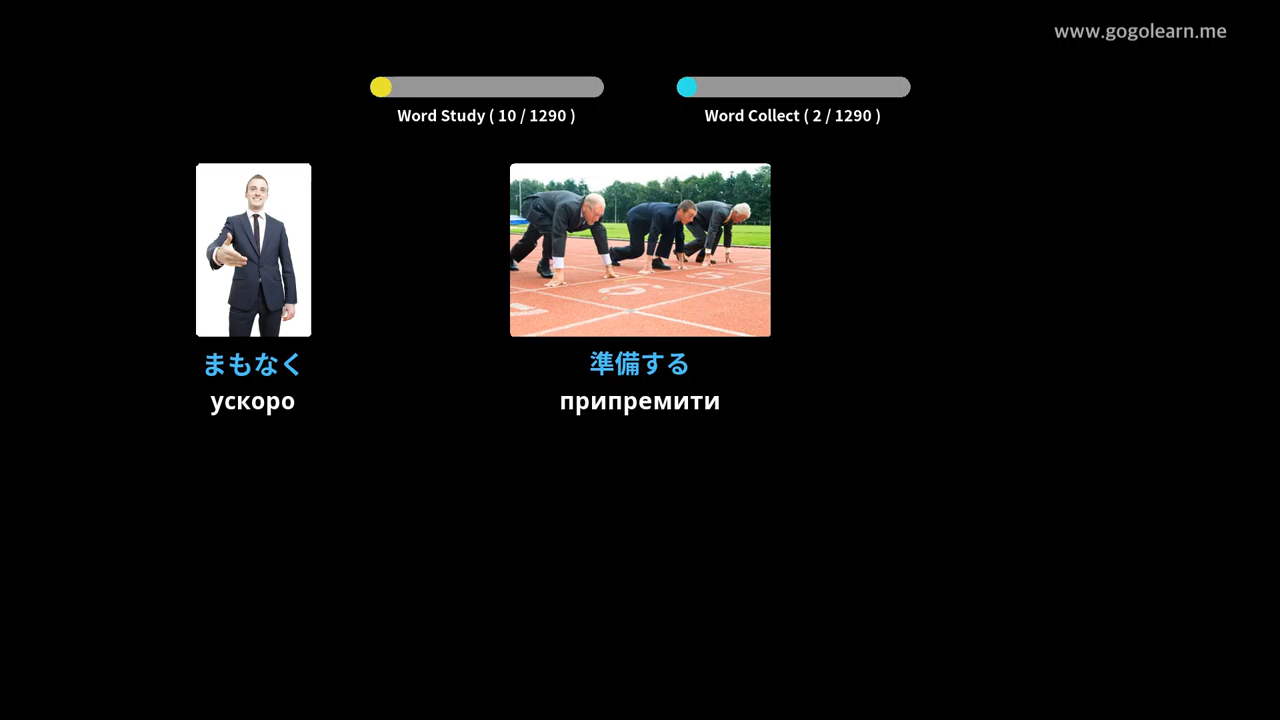 www.gogolearn.me
Word Study ( 10 / 1290 )
Word Collect ( 2 / 1290 )
まもなく
準備する
ускоро
припремити